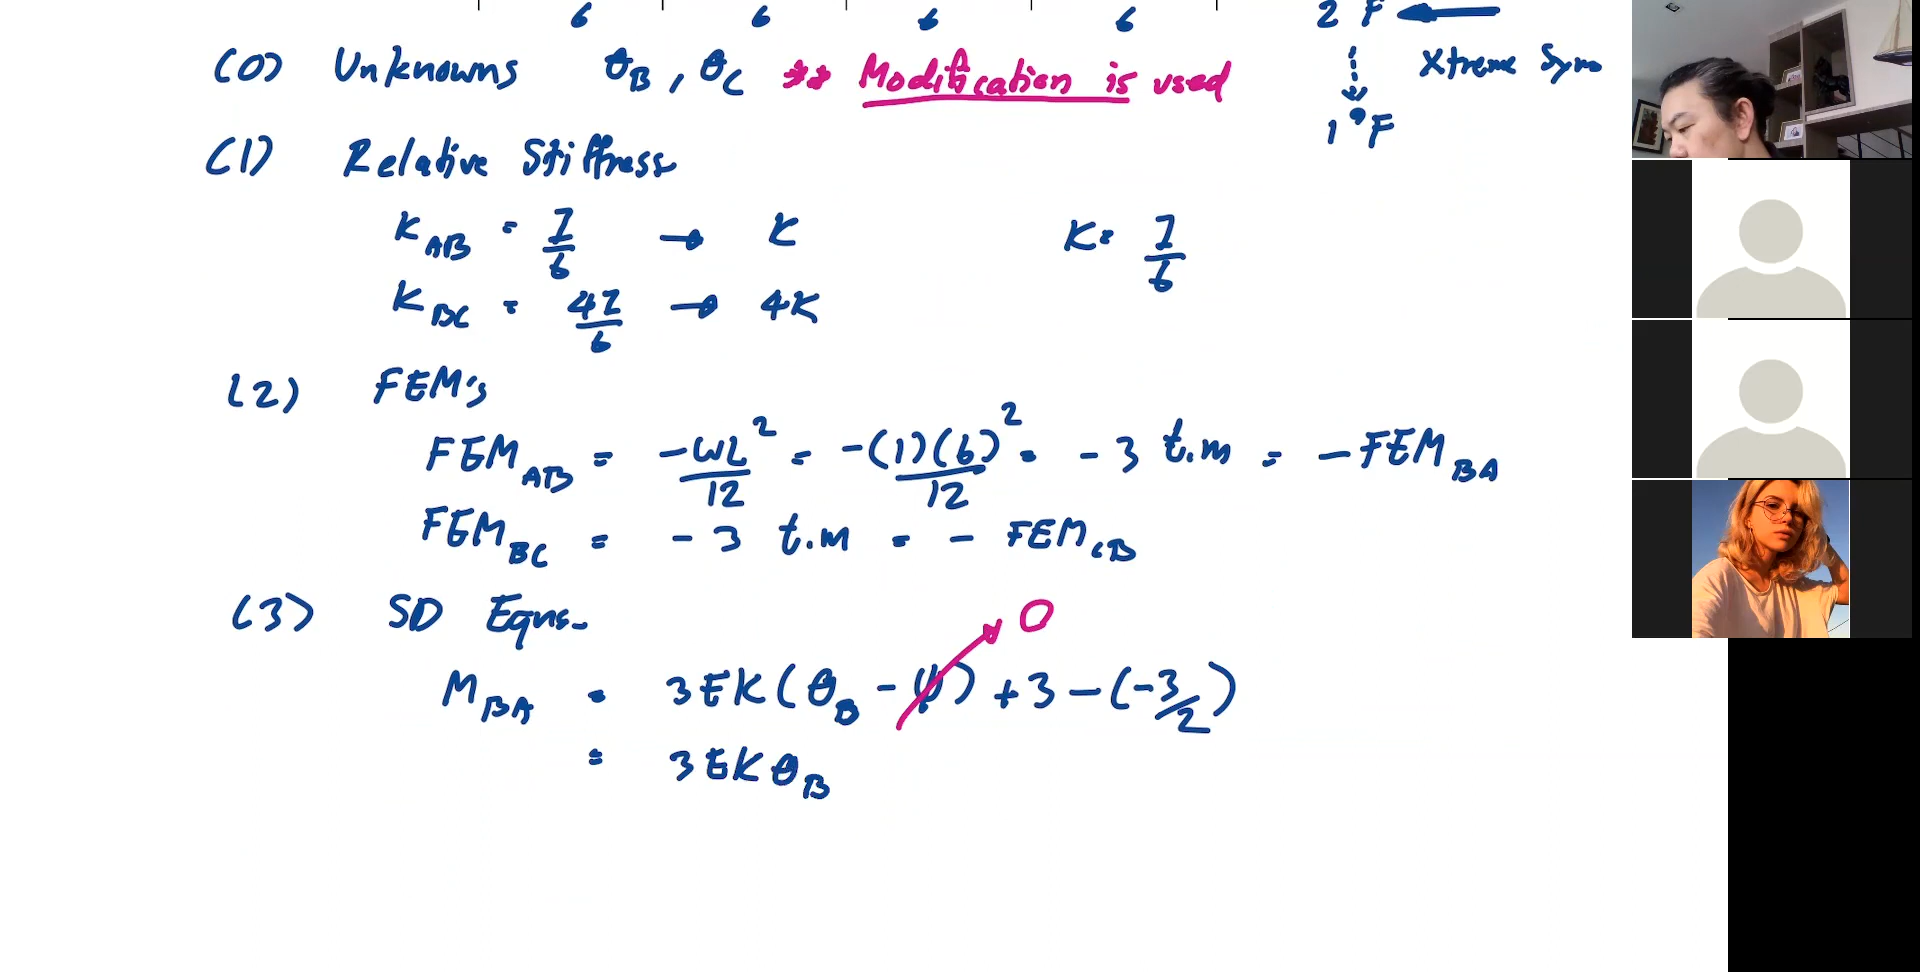 6 6 6 6 2 F ←
(0) Unknowns θB , θC ** Modification is used Xtreme Sym
1 F
(1) Relative Stiffness
KAB = I/6 → K K = I/6
KBC = 4I/6 → 4K
(2) FEM's
FEMAB = -wL²/12 = -(1)(6)²/12 = -3 t.m = -FEMBA
FEMBC = -3 t.m = - FEMCB
(3) SD Eqns.
0
MBA = 3EK(θB - ψ) + 3 - (-3/2)
= 3EKθB